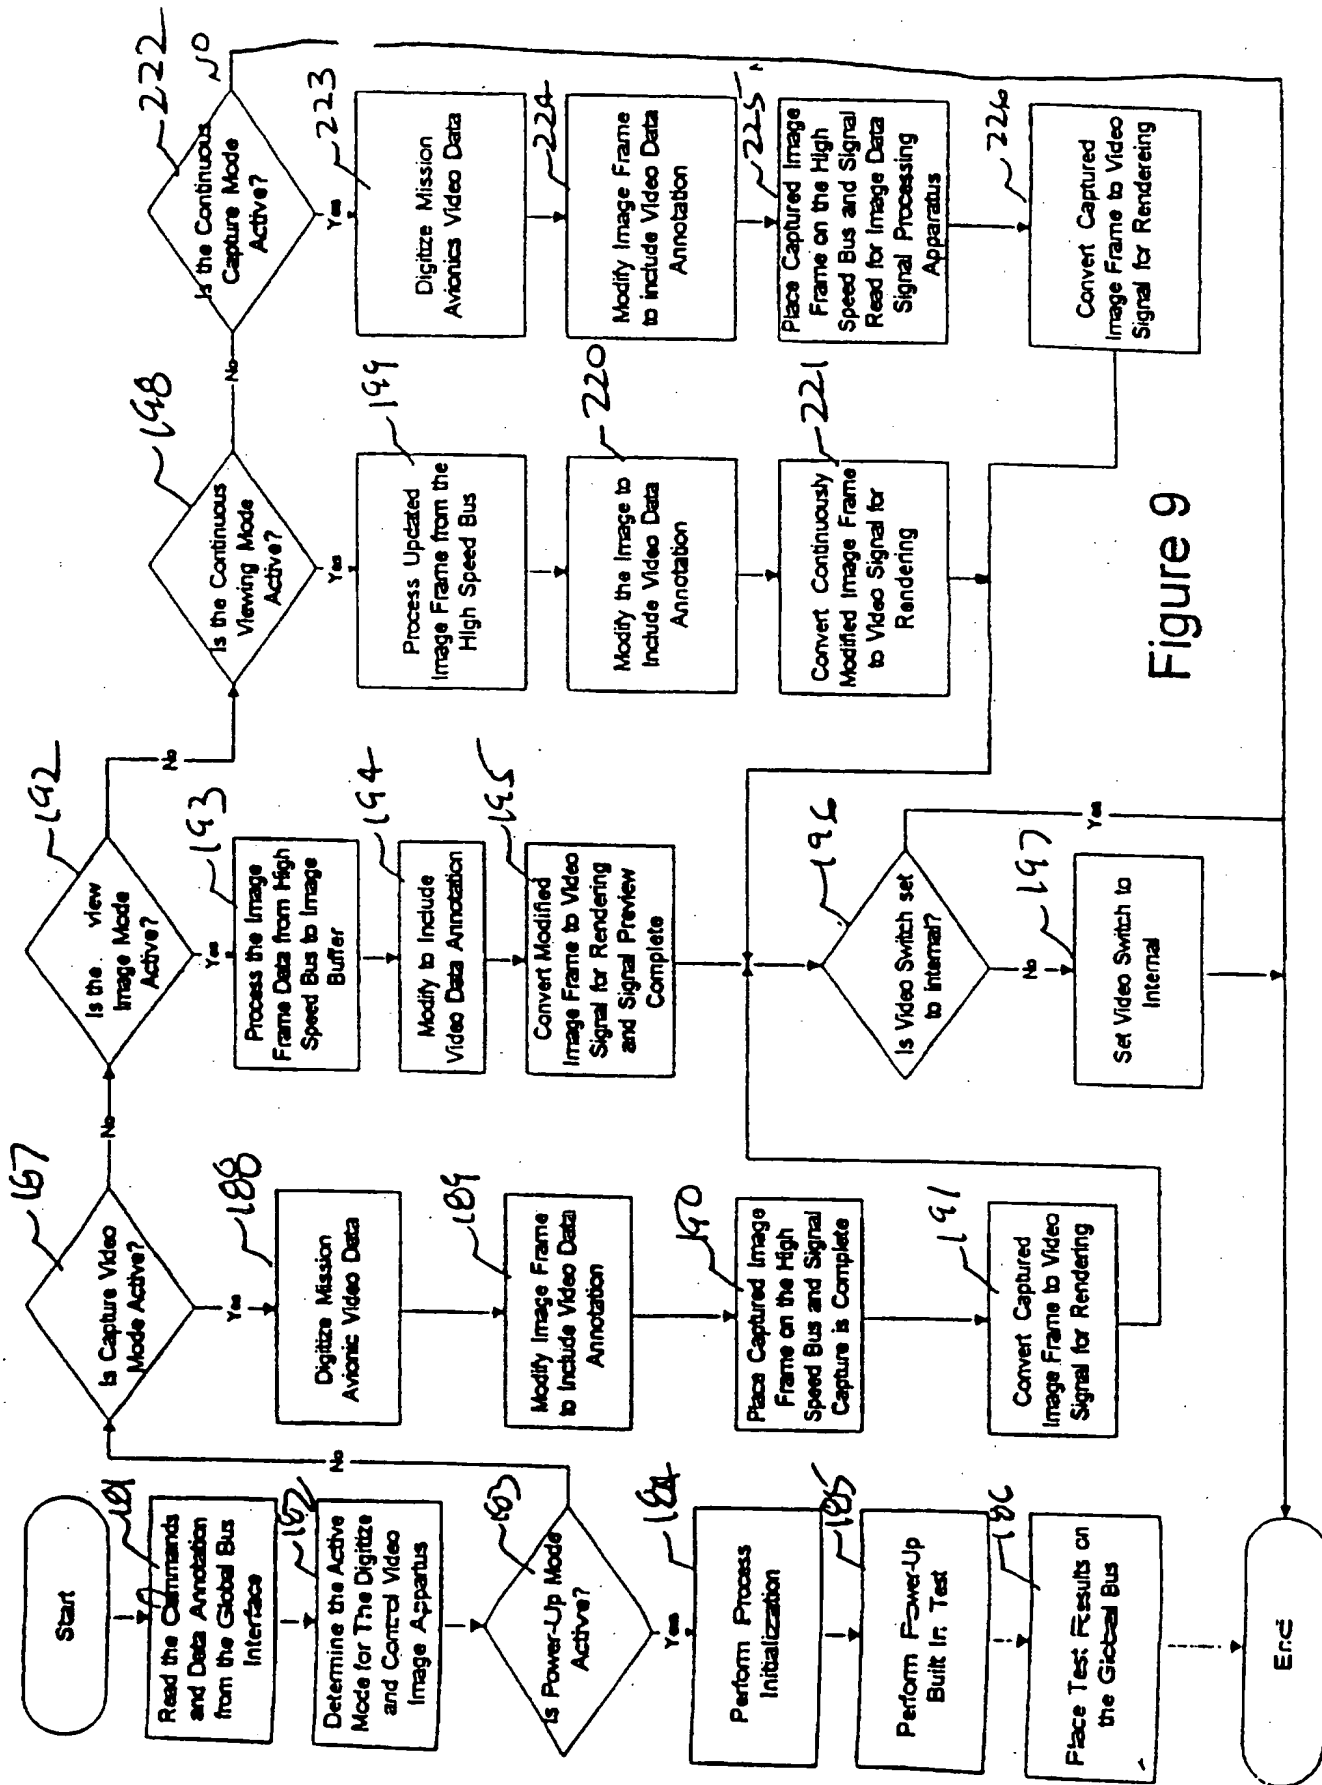 Start
181
Read the Commands
and Data Annotation
from the Global Bus
Interface
182
Determine the Active
Mode for The Digitize
and Control Video
Image Appartus
183
Is Power-Up Mode
Active?
No
Yes
184
Perform Process
Initialization
185
Perform Power-Up
Built In Test
186
Place Test Results on
the Global Bus
End
187
Is Capture Video
Mode Active?
No
Yes
188
Digitize Mission
Avionic Video Data
189
Modify Image Frame
to Include Video Data
Annotation
190
Place Captured Image
Frame on the High
Speed Bus and Signal
Capture is Complete
191
Convert Captured
Image Frame to Video
Signal for Rendering
192
Is the view
Image Mode
Active?
No
Yes
193
Process the Image
Frame Data from High
Speed Bus to Image
Buffer
194
Modify to Include
Video Data Annotation
195
Convert Modified
Image Frame to Video
Signal for Rendering
and Signal Preview
Complete
196
Is Video Switch set
to internal?
Yes
No
197
Set Video Switch to
Internal
198
Is the Continuous
Viewing Mode
Active?
No
Yes
199
Process Updated
Image Frame from the
High Speed Bus
220
Modify the Image to
Include Video Data
Annotation
221
Convert Continuously
Modified Image Frame
to Video Signal for
Rendering
222
Is the Continuous
Capture Mode
Active?
NO
Yes
223
Digitize Mission
Avionics Video Data
224
Modify Image Frame
to include Video Data
Annotation
225
Place Captured Image
Frame on the High
Speed Bus and Signal
Read for Image Data
Signal Processing
Apparatus
226
Convert Captured
Image Frame to Video
Signal for Rendereing
Figure 9